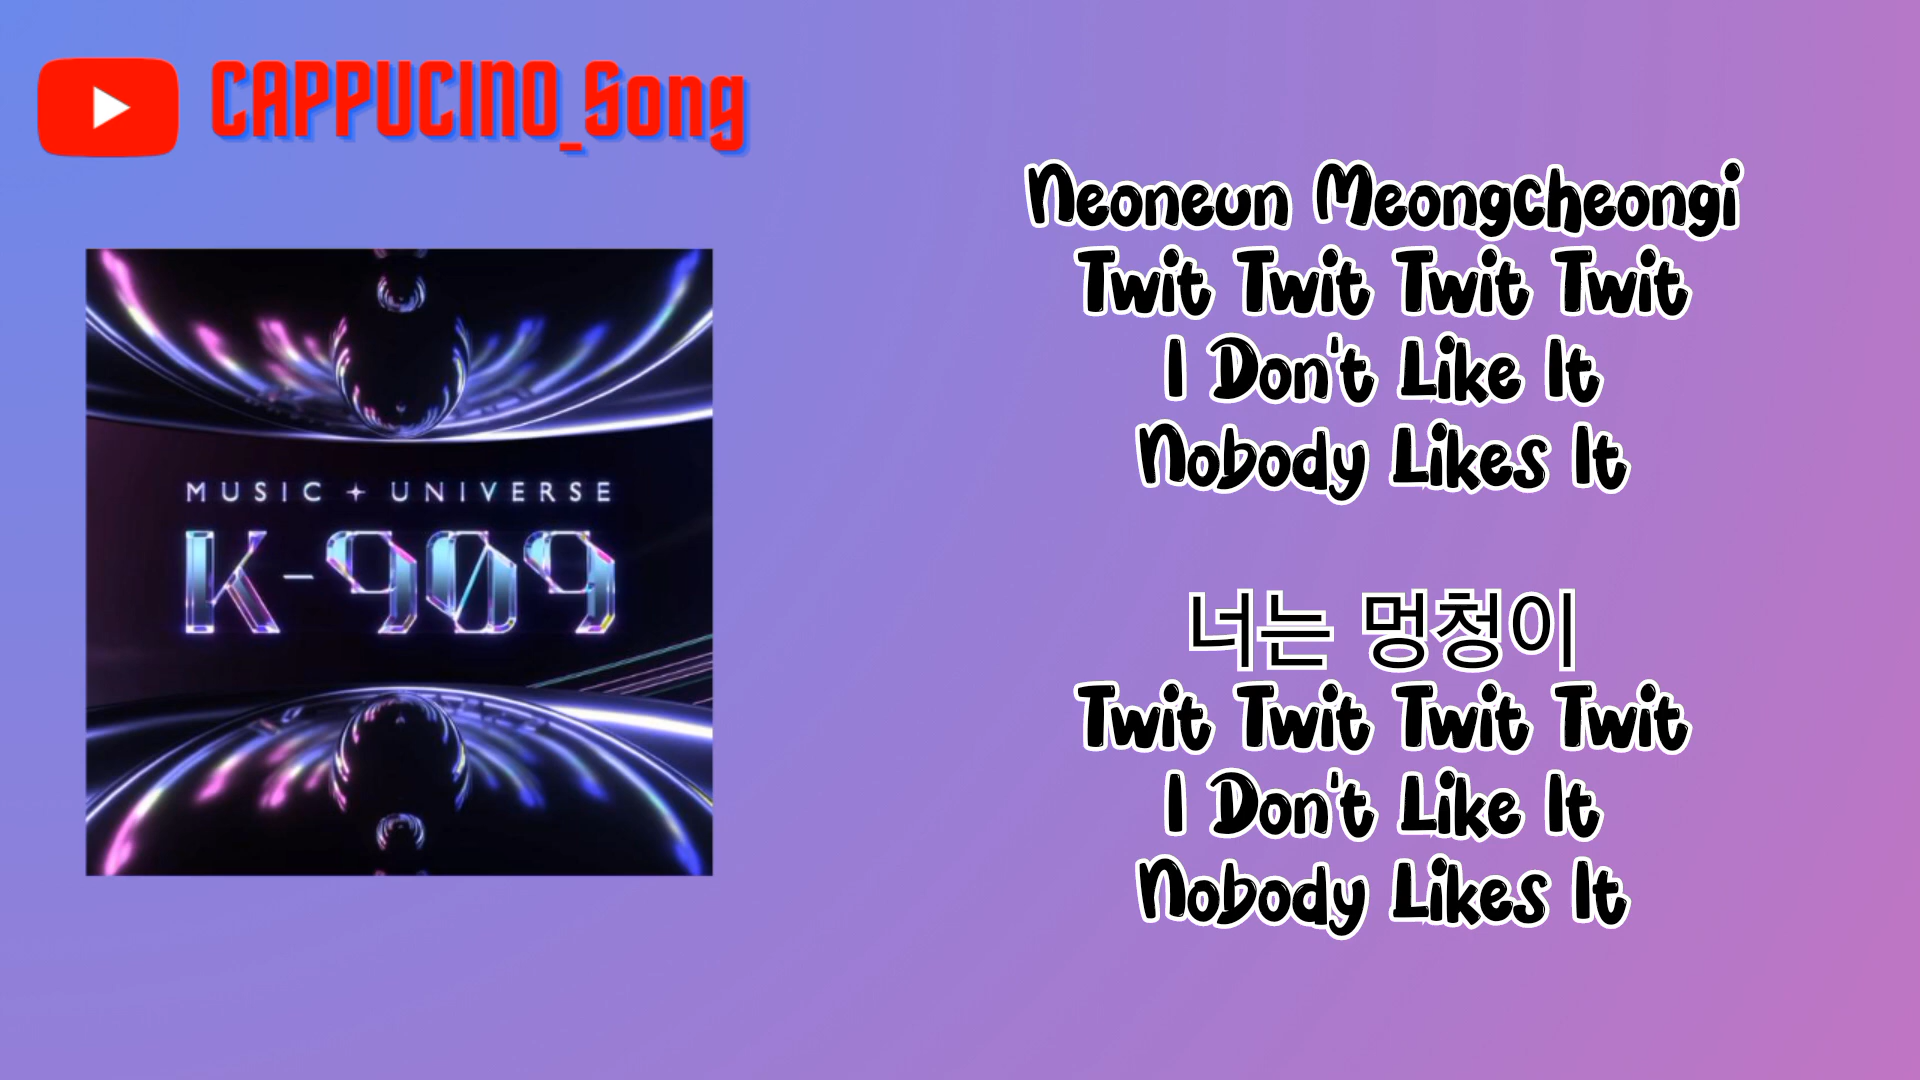 CAPPUCINO_Song
MUSIC + UNIVERSE
K-909
Neoneun Meongcheongi
Twit Twit Twit Twit
I Don't Like It
Nobody Likes It
너는 멍청이
Twit Twit Twit Twit
I Don't Like It
Nobody Likes It